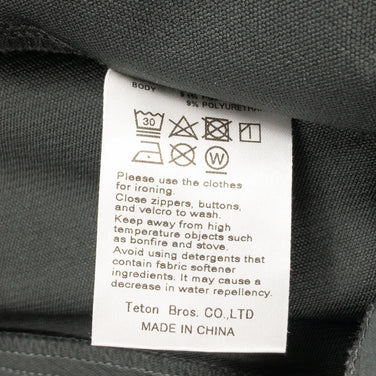 BODY
9% POLYURETHA
30
W
Please use the clothes
for ironing.
Close zippers, buttons,
and velcro to wash.
Keep away from high
temperature objects such
as bonfire and stove.
Avoid using detergents that
contain fabric softener
ingredients. It may cause a
decrease in water repellency.
Teton Bros. CO.,LTD
MADE IN CHINA